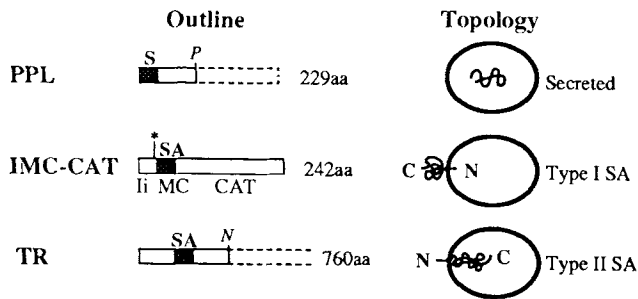 Outline Topology
S P
PPL 229aa Secreted
* SA
IMC-CAT 242aa C N Type I SA
Ii MC CAT
SA N
TR 760aa N C Type II SA